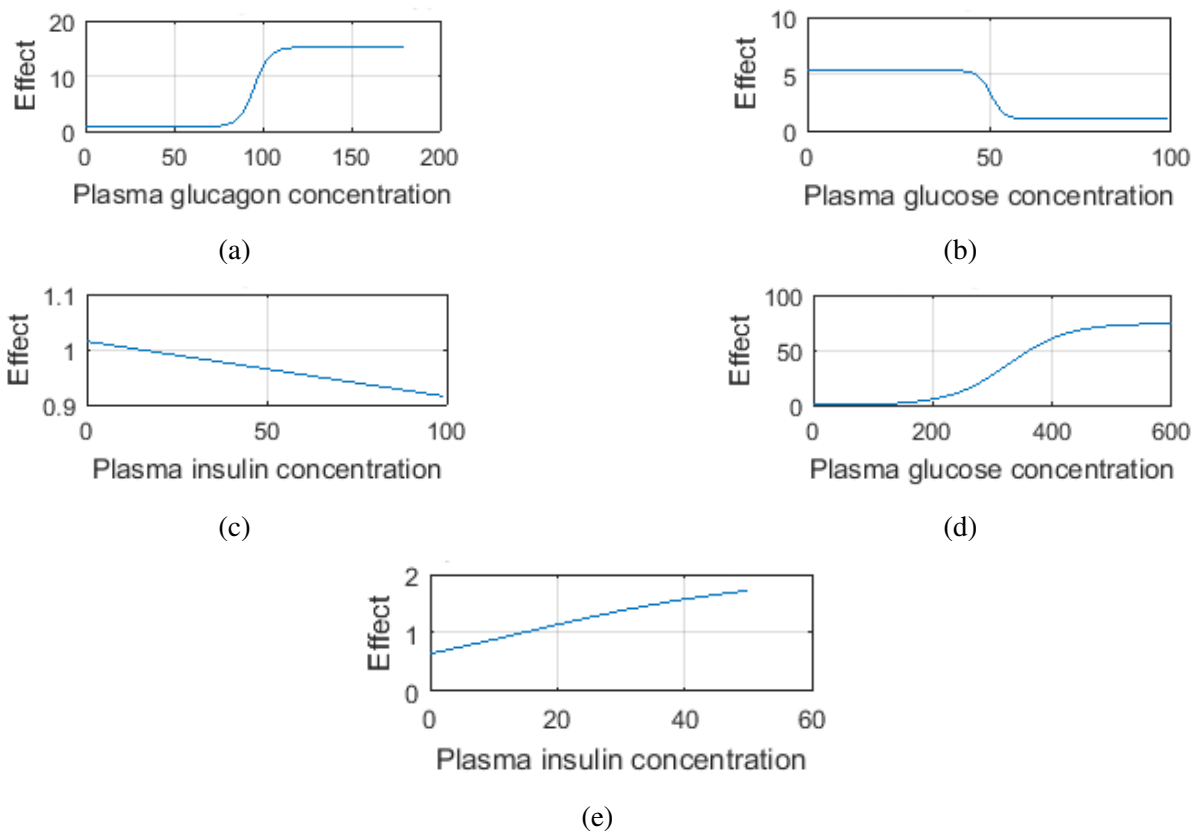 20
10
0
Effect
0 50 100 150 200
Plasma glucagon concentration
(a)
10
5
0
Effect
0 50 100
Plasma glucose concentration
(b)
1.1
1
0.9
Effect
0 50 100
Plasma insulin concentration
(c)
100
50
0
Effect
0 200 400 600
Plasma glucose concentration
(d)
2
1
0
Effect
0 20 40 60
Plasma insulin concentration
(e)